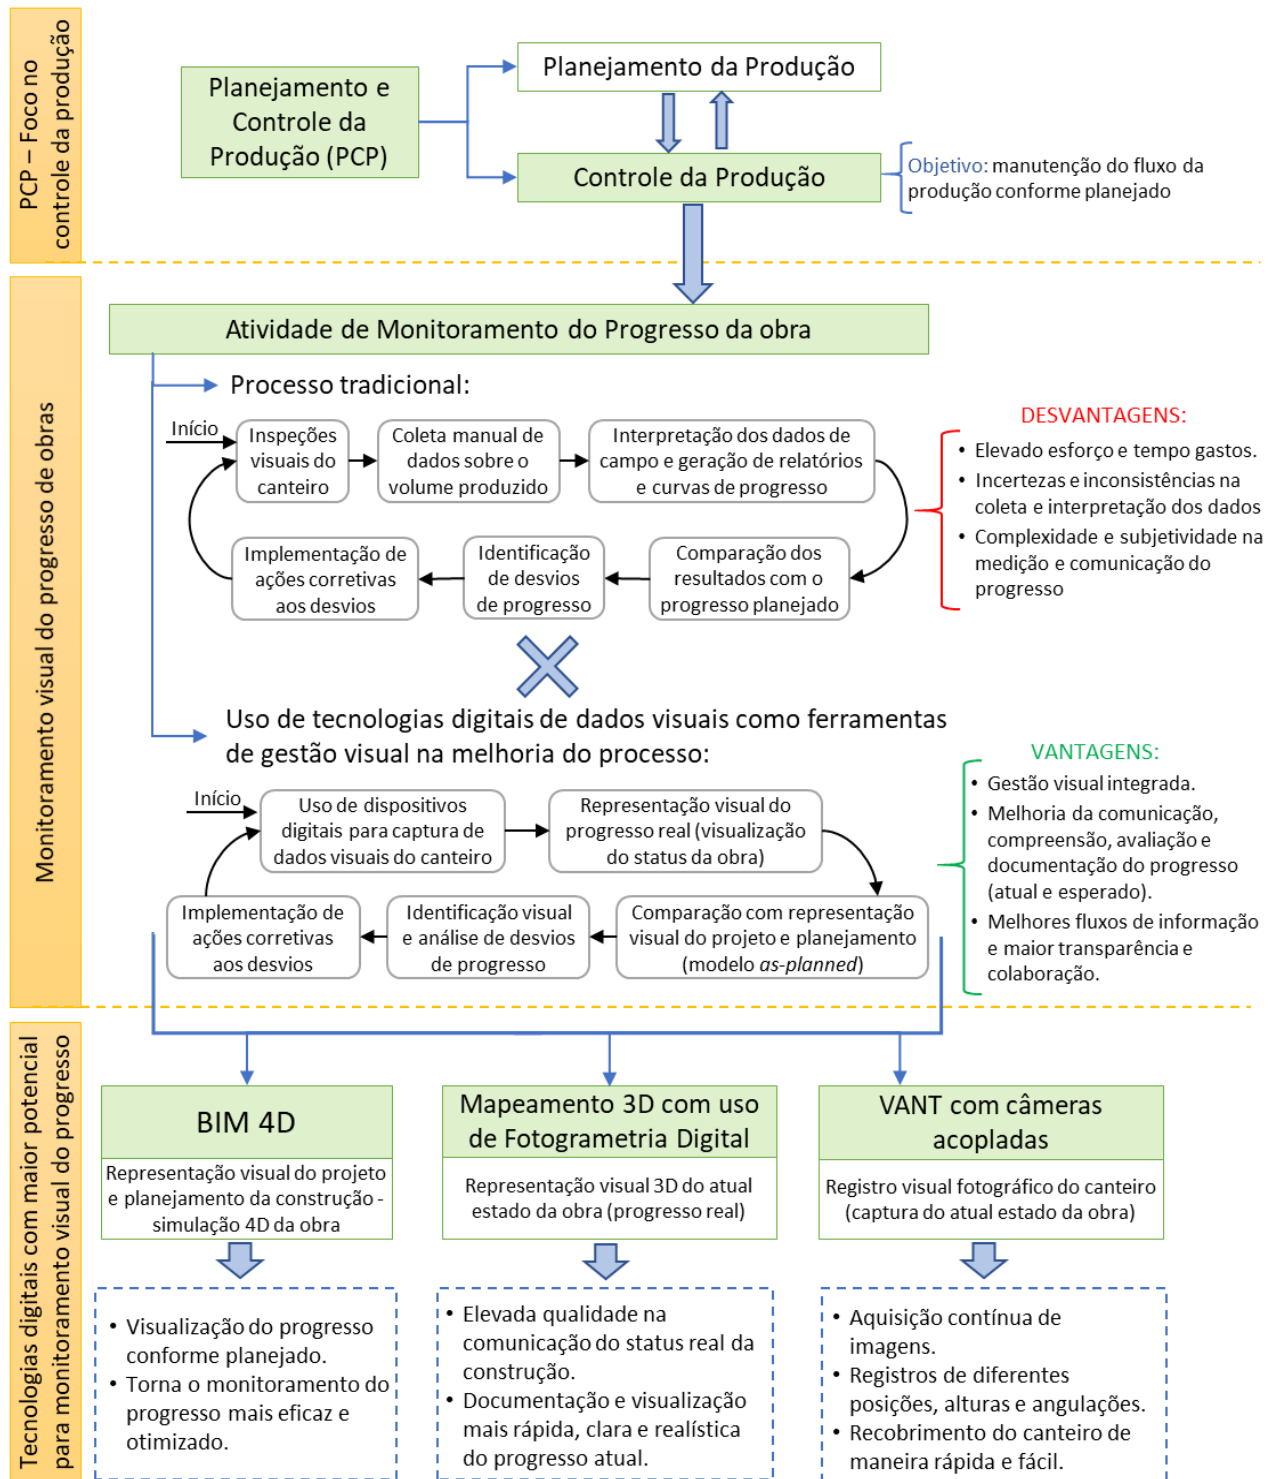 PCP – Foco no
controle da produção
Planejamento e
Controle da
Produção (PCP)
Planejamento da Produção
Controle da Produção
Objetivo: manutenção do fluxo da
produção conforme planejado
Monitoramento visual do progresso de obras
Atividade de Monitoramento do Progresso da obra
Processo tradicional:
Início
Inspeções
visuais do
canteiro
Coleta manual de
dados sobre o
volume produzido
Interpretação dos dados de
campo e geração de relatórios
e curvas de progresso
Comparação dos
resultados com o
progresso planejado
Identificação
de desvios
de progresso
Implementação de
ações corretivas
aos desvios
DESVANTAGENS:
• Elevado esforço e tempo gastos.
• Incertezas e inconsistências na
coleta e interpretação dos dados
• Complexidade e subjetividade na
medição e comunicação do
progresso
Uso de tecnologias digitais de dados visuais como ferramentas
de gestão visual na melhoria do processo:
Início
Uso de dispositivos
digitais para captura de
dados visuais do canteiro
Representação visual do
progresso real (visualização
do status da obra)
Comparação com representação
visual do projeto e planejamento
(modelo as-planned)
Identificação visual
e análise de desvios
de progresso
Implementação de
ações corretivas
aos desvios
VANTAGENS:
• Gestão visual integrada.
• Melhoria da comunicação,
compreensão, avaliação e
documentação do progresso
(atual e esperado).
• Melhores fluxos de informação
e maior transparência e
colaboração.
Tecnologias digitais com maior potencial
para monitoramento visual do progresso
BIM 4D
Representação visual do projeto
e planejamento da construção -
simulação 4D da obra
• Visualização do progresso
conforme planejado.
• Torna o monitoramento do
progresso mais eficaz e
otimizado.
Mapeamento 3D com uso
de Fotogrametria Digital
Representação visual 3D do atual
estado da obra (progresso real)
• Elevada qualidade na
comunicação do status real da
construção.
• Documentação e visualização
mais rápida, clara e realística
do progresso atual.
VANT com câmeras
acopladas
Registro visual fotográfico do canteiro
(captura do atual estado da obra)
• Aquisição contínua de
imagens.
• Registros de diferentes
posições, alturas e angulações.
• Recobrimento do canteiro de
maneira rápida e fácil.